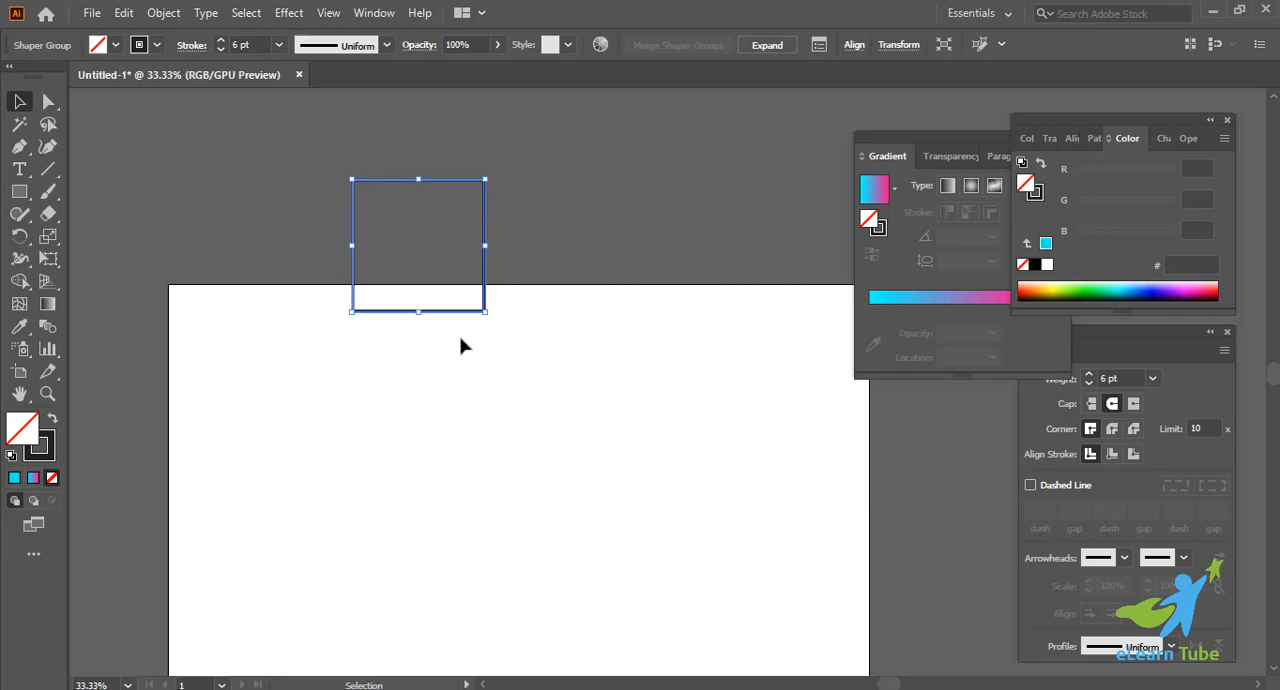 Ai File Edit Object Type Select Effect View Window Help Essentials Search Adobe Stock
Shaper Group Stroke: 6 pt Uniform Opacity: 100% Style: Merge Shaper Groups Expand Align Transform
Untitled-1* @ 33.33% (RGB/GPU Preview)
Gradient Transparency Parag
Type:
Stroke:
Opacity:
Location:
Col Tra Ali Pat Color Cha Ope
R
G
B
#
Weight: 6 pt
Cap:
Corner: Limit: 10 x
Align Stroke:
Dashed Line
dash gap dash gap dash gap
Arrowheads:
Scale: 100%
Align:
Profile: Uniform
eLearn Tube
33.33% 1 Selection